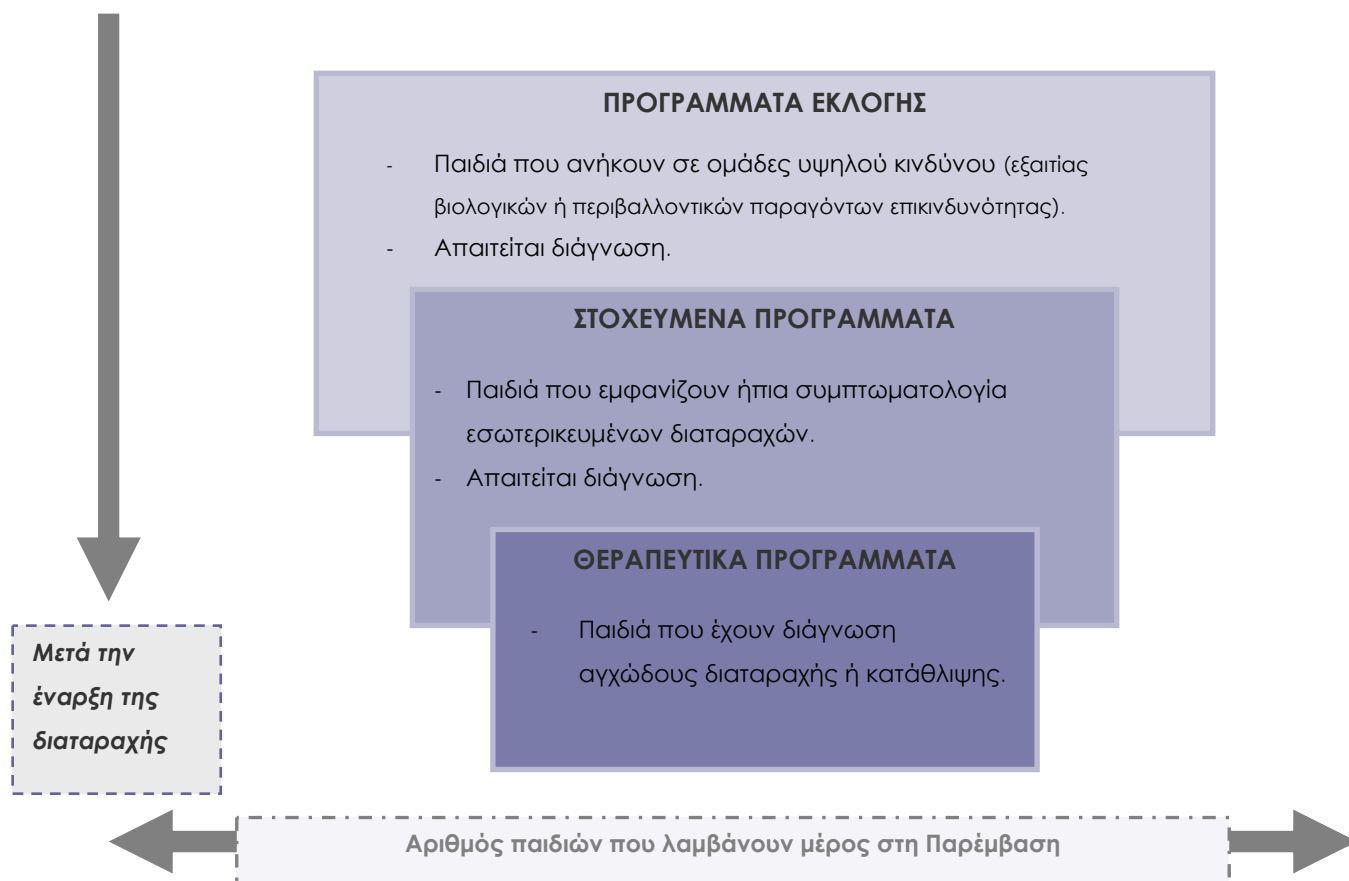 ΠΡΟΓΡΑΜΜΑΤΑ ΕΚΛΟΓΗΣ
- Παιδιά που ανήκουν σε ομάδες υψηλού κινδύνου (εξαιτίας
βιολογικών ή περιβαλλοντικών παραγόντων επικινδυνότητας).
- Απαιτείται διάγνωση.
ΣΤΟΧΕΥΜΕΝΑ ΠΡΟΓΡΑΜΜΑΤΑ
- Παιδιά που εμφανίζουν ήπια συμπτωματολογία
εσωτερικευμένων διαταραχών.
- Απαιτείται διάγνωση.
ΘΕΡΑΠΕΥΤΙΚΑ ΠΡΟΓΡΑΜΜΑΤΑ
- Παιδιά που έχουν διάγνωση
αγχώδους διαταραχής ή κατάθλιψης.
Μετά την
έναρξη της
διαταραχής
Αριθμός παιδιών που λαμβάνουν μέρος στη Παρέμβαση